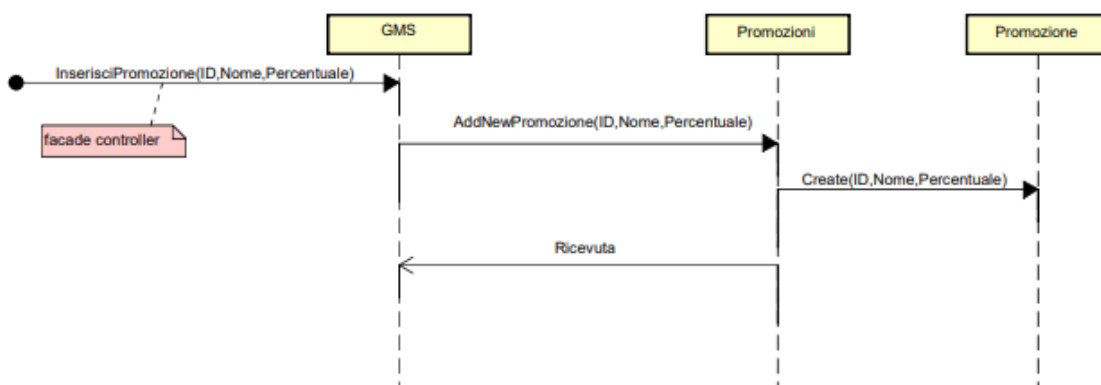 GMS
Promozioni
Promozione
InserisciPromozione(ID,Nome,Percentuale)
facade controller
AddNewPromozione(ID,Nome,Percentuale)
Create(ID,Nome,Percentuale)
Ricevuta